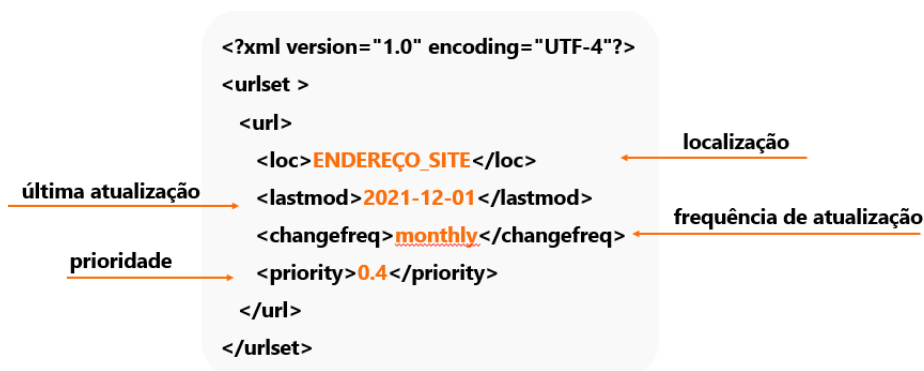 <?xml version="1.0" encoding="UTF-4"?>
<urlset >
<url>
localização
<loc>ENDEREÇO_SITE</loc>
última atualização
<lastmod>2021-12-01</lastmod>
frequência de atualização
<changefreq>monthly</changefreq>
prioridade
<priority>0.4</priority>
</url>
</urlset>